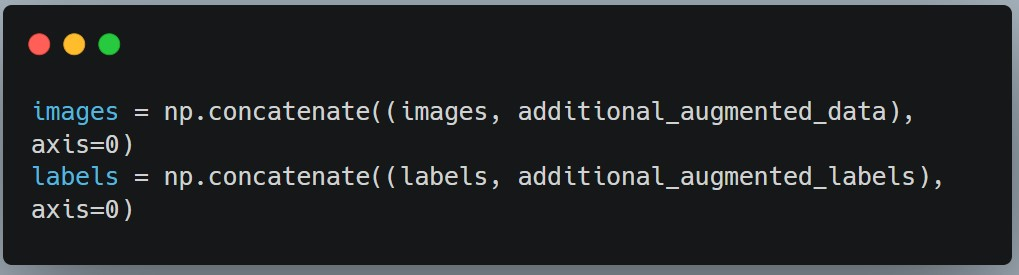 images = np.concatenate((images, additional_augmented_data),
axis=0)
labels = np.concatenate((labels, additional_augmented_labels),
axis=0)